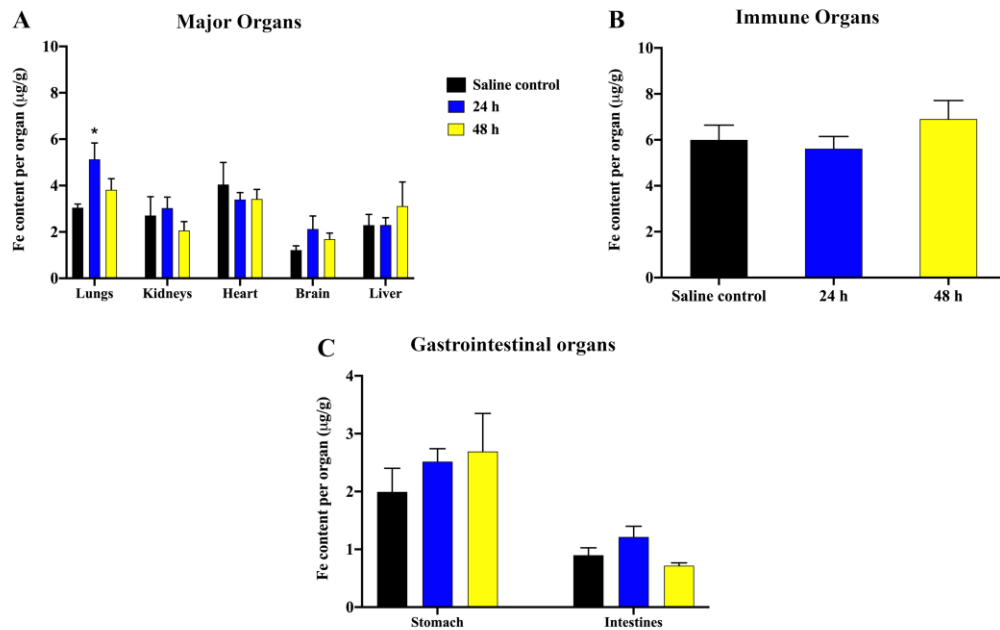 A
Major Organs
Fe content per organ (μg/g)
10
8
6
4
2
0
*
Lungs Kidneys Heart Brain Liver
Saline control
24 h
48 h
B
Immune Organs
Fe content per organ (μg/g)
10
8
6
4
2
0
Saline control 24 h 48 h
C
Gastrointestinal organs
Fe content per organ (μg/g)
4
3
2
1
0
Stomach Intestines